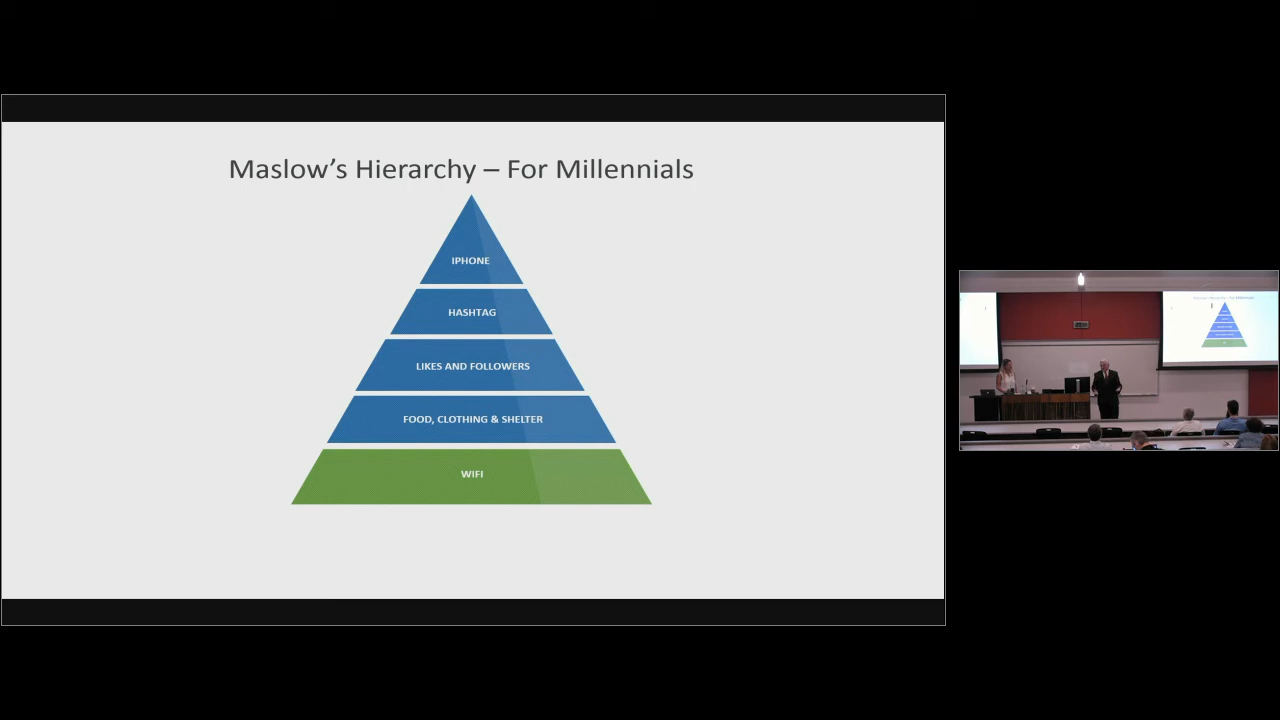 Maslow’s Hierarchy – For Millennials
IPHONE
HASHTAG
LIKES AND FOLLOWERS
FOOD, CLOTHING & SHELTER
WIFI